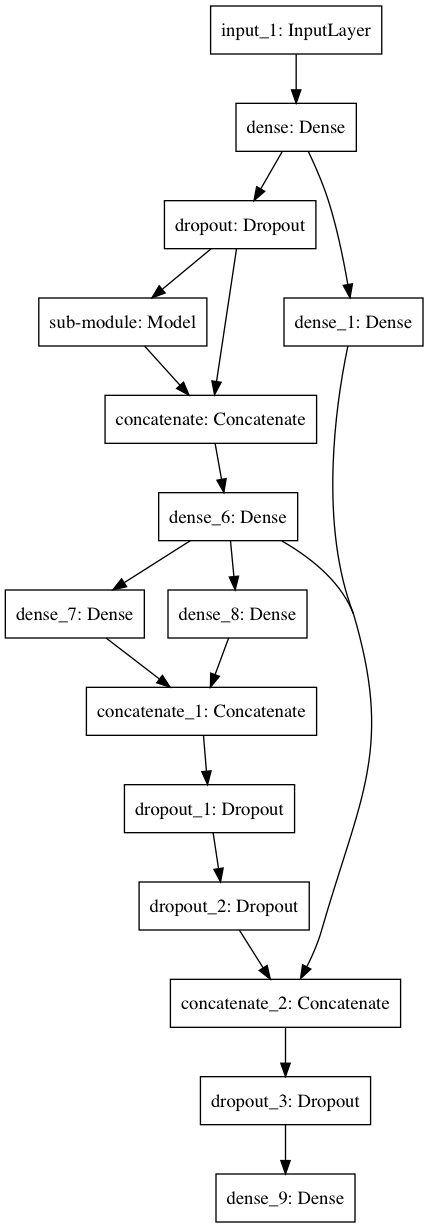 input_1: InputLayer
dense: Dense
dropout: Dropout
sub-module: Model
dense_1: Dense
concatenate: Concatenate
dense_6: Dense
dense_7: Dense
dense_8: Dense
concatenate_1: Concatenate
dropout_1: Dropout
dropout_2: Dropout
concatenate_2: Concatenate
dropout_3: Dropout
dense_9: Dense